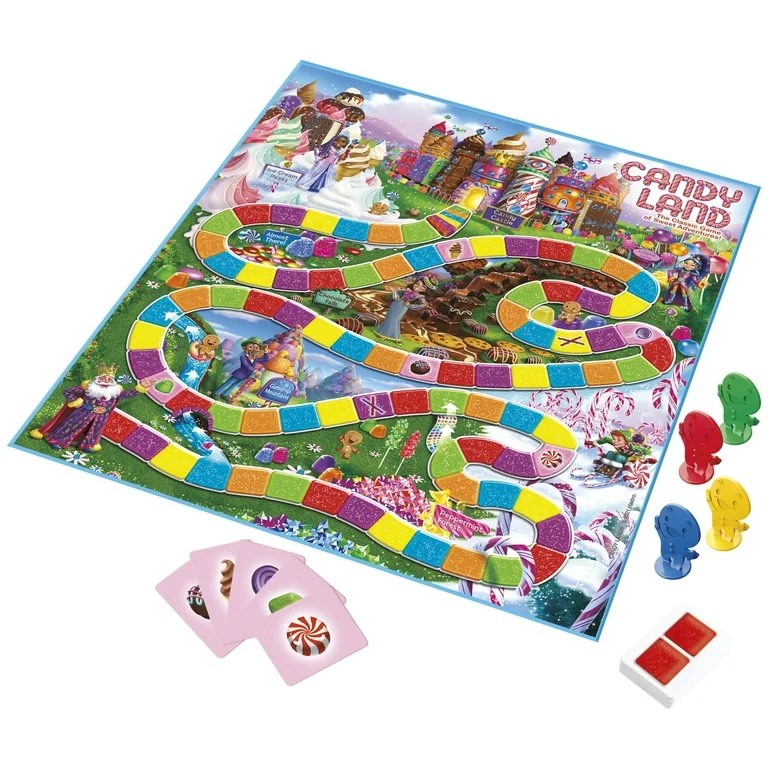 CANDY
LAND
The Classic Game
of Sweet Adventures!
Ice Cream
Peaks
Candy
Castle
Almost
There!
Chocolate
Falls
Gumdrop
Mountains
Peppermint
Forest